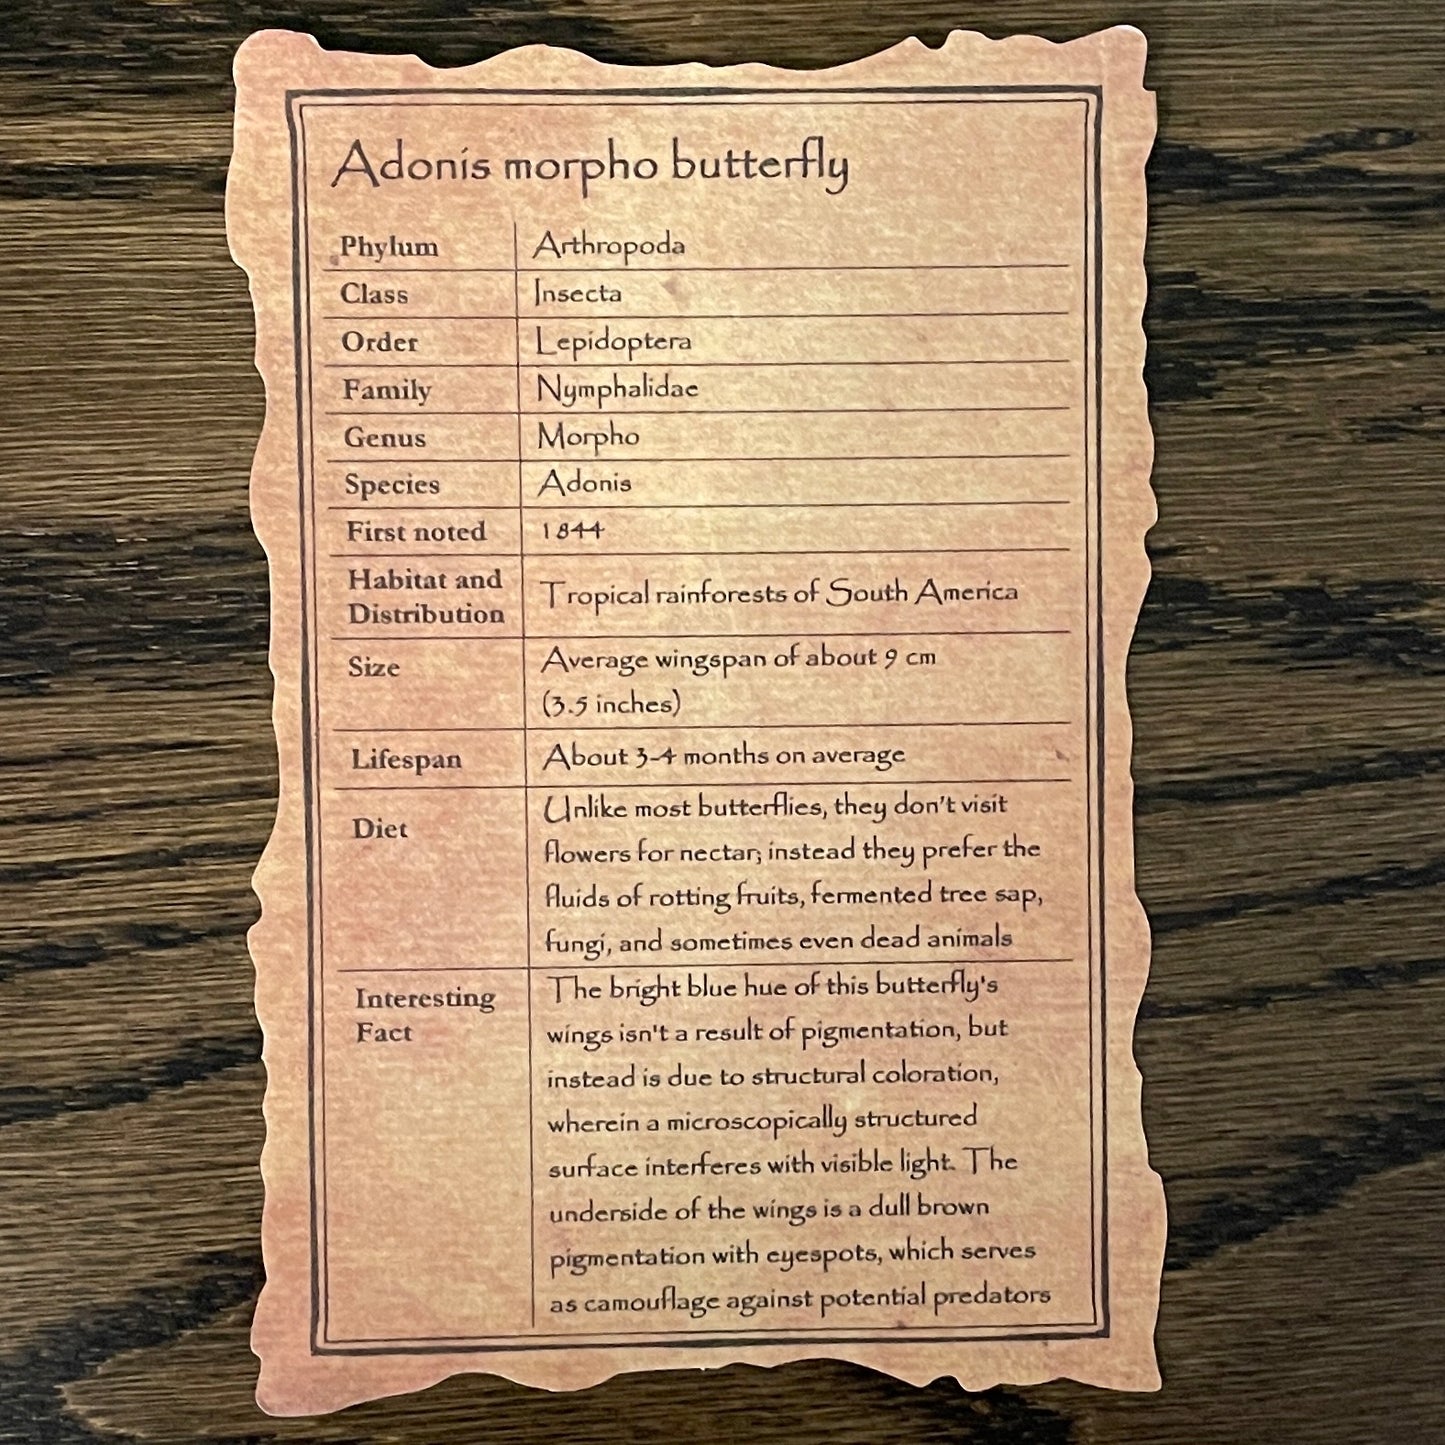 Adonis morpho butterfly
Phylum Arthropoda
Class Insecta
Order Lepidoptera
Family Nymphalidae
Genus Morpho
Species Adonis
First noted 1844
Habitat and
Distribution
Tropical rainforests of South America
Size
Average wingspan of about 9 cm
(3.5 inches)
Lifespan About 3-4 months on average
Diet
Unlike most butterflies, they don't visit
flowers for nectar; instead they prefer the
fluids of rotting fruits, fermented tree sap,
fungi, and sometimes even dead animals
Interesting
Fact
The bright blue hue of this butterfly's
wings isn't a result of pigmentation, but
instead is due to structural coloration,
wherein a microscopically structured
surface interferes with visible light. The
underside of the wings is a dull brown
pigmentation with eyespots, which serves
as camouflage against potential predators